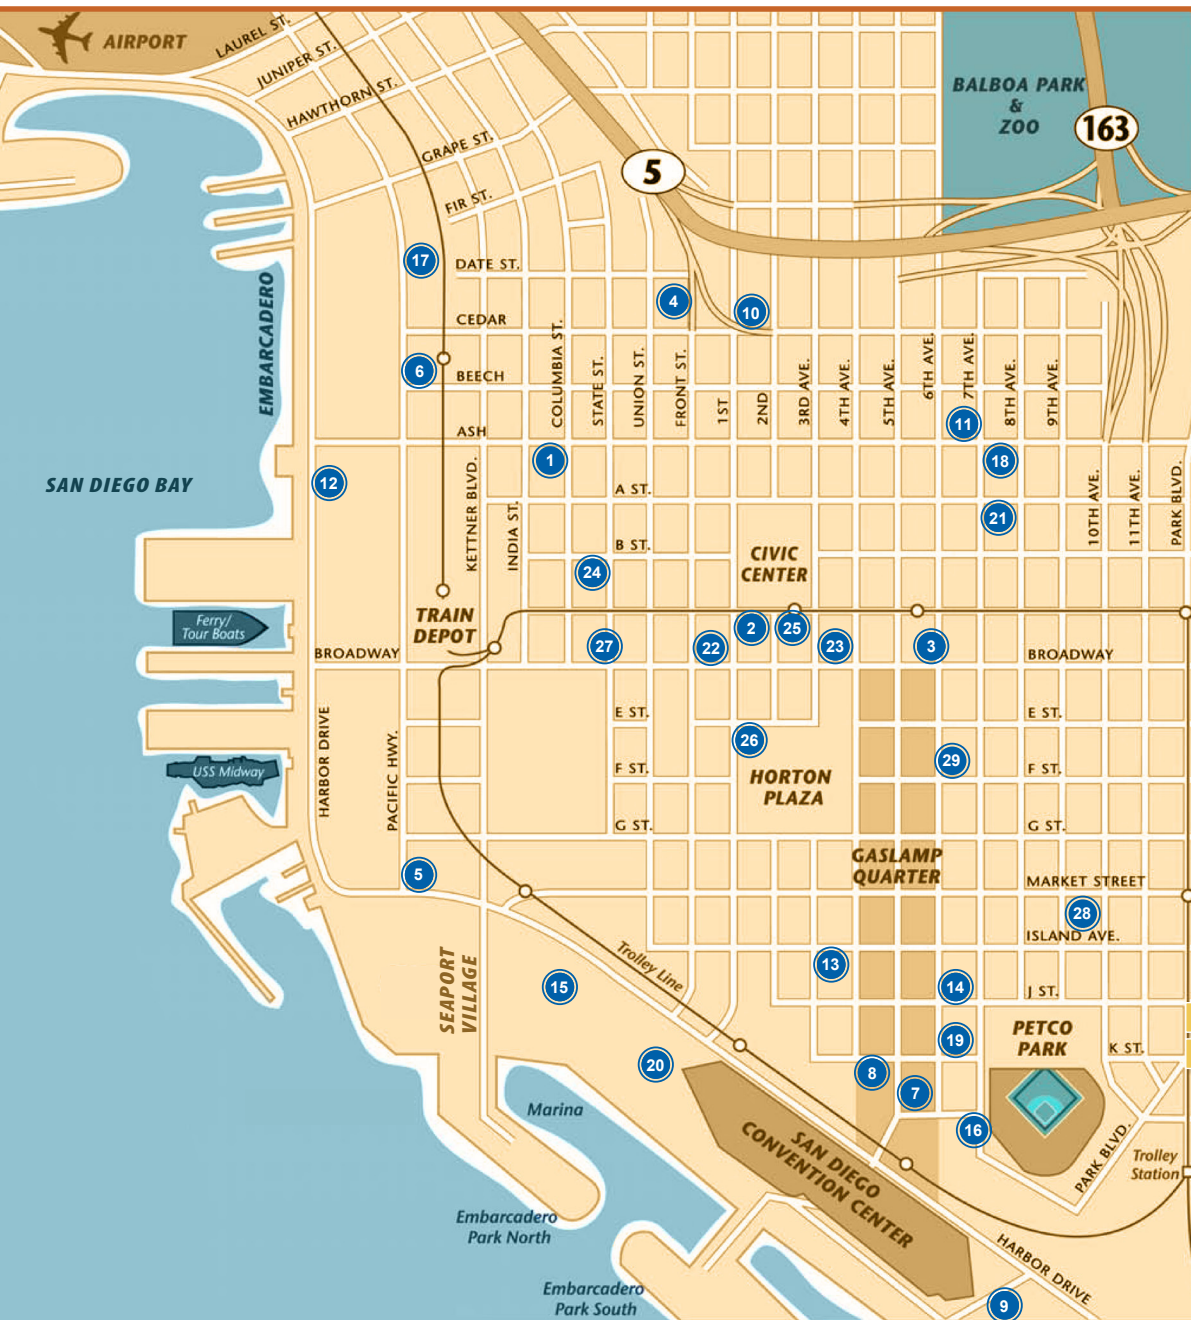 AIRPORT
LAUREL ST.
JUNIPER ST.
HAWTHORN ST.
GRAPE ST.
FIR ST.
5
BALBOA PARK
&
ZOO
163
17
DATE ST.
EMBARCADERO
4
10
CEDAR
6
BEECH
COLUMBIA ST.
STATE ST.
UNION ST.
FRONT ST.
1ST
2ND
3RD AVE.
4TH AVE.
5TH AVE.
6TH AVE.
7TH AVE.
8TH AVE.
9TH AVE.
11
ASH
SAN DIEGO BAY
12
KETTNER BLVD.
INDIA ST.
1
A ST.
18
21
10TH AVE.
11TH AVE.
PARK BLVD.
B ST.
CIVIC
CENTER
24
TRAIN
DEPOT
Ferry/
Tour Boats
BROADWAY
27
22
2
25
23
3
BROADWAY
HARBOR DRIVE
PACIFIC HWY.
E ST.
E ST.
26
29
USS Midway
F ST.
HORTON
PLAZA
F ST.
G ST.
G ST.
GASLAMP
QUARTER
5
MARKET STREET
28
ISLAND AVE.
SEAPORT
VILLAGE
Trolley Line
13
15
14
J ST.
PETCO
PARK
19
K ST.
20
8
7
Marina
16
SAN DIEGO
CONVENTION CENTER
PARK BLVD.
Trolley
Station
Embarcadero
Park North
HARBOR DRIVE
Embarcadero
Park South
9